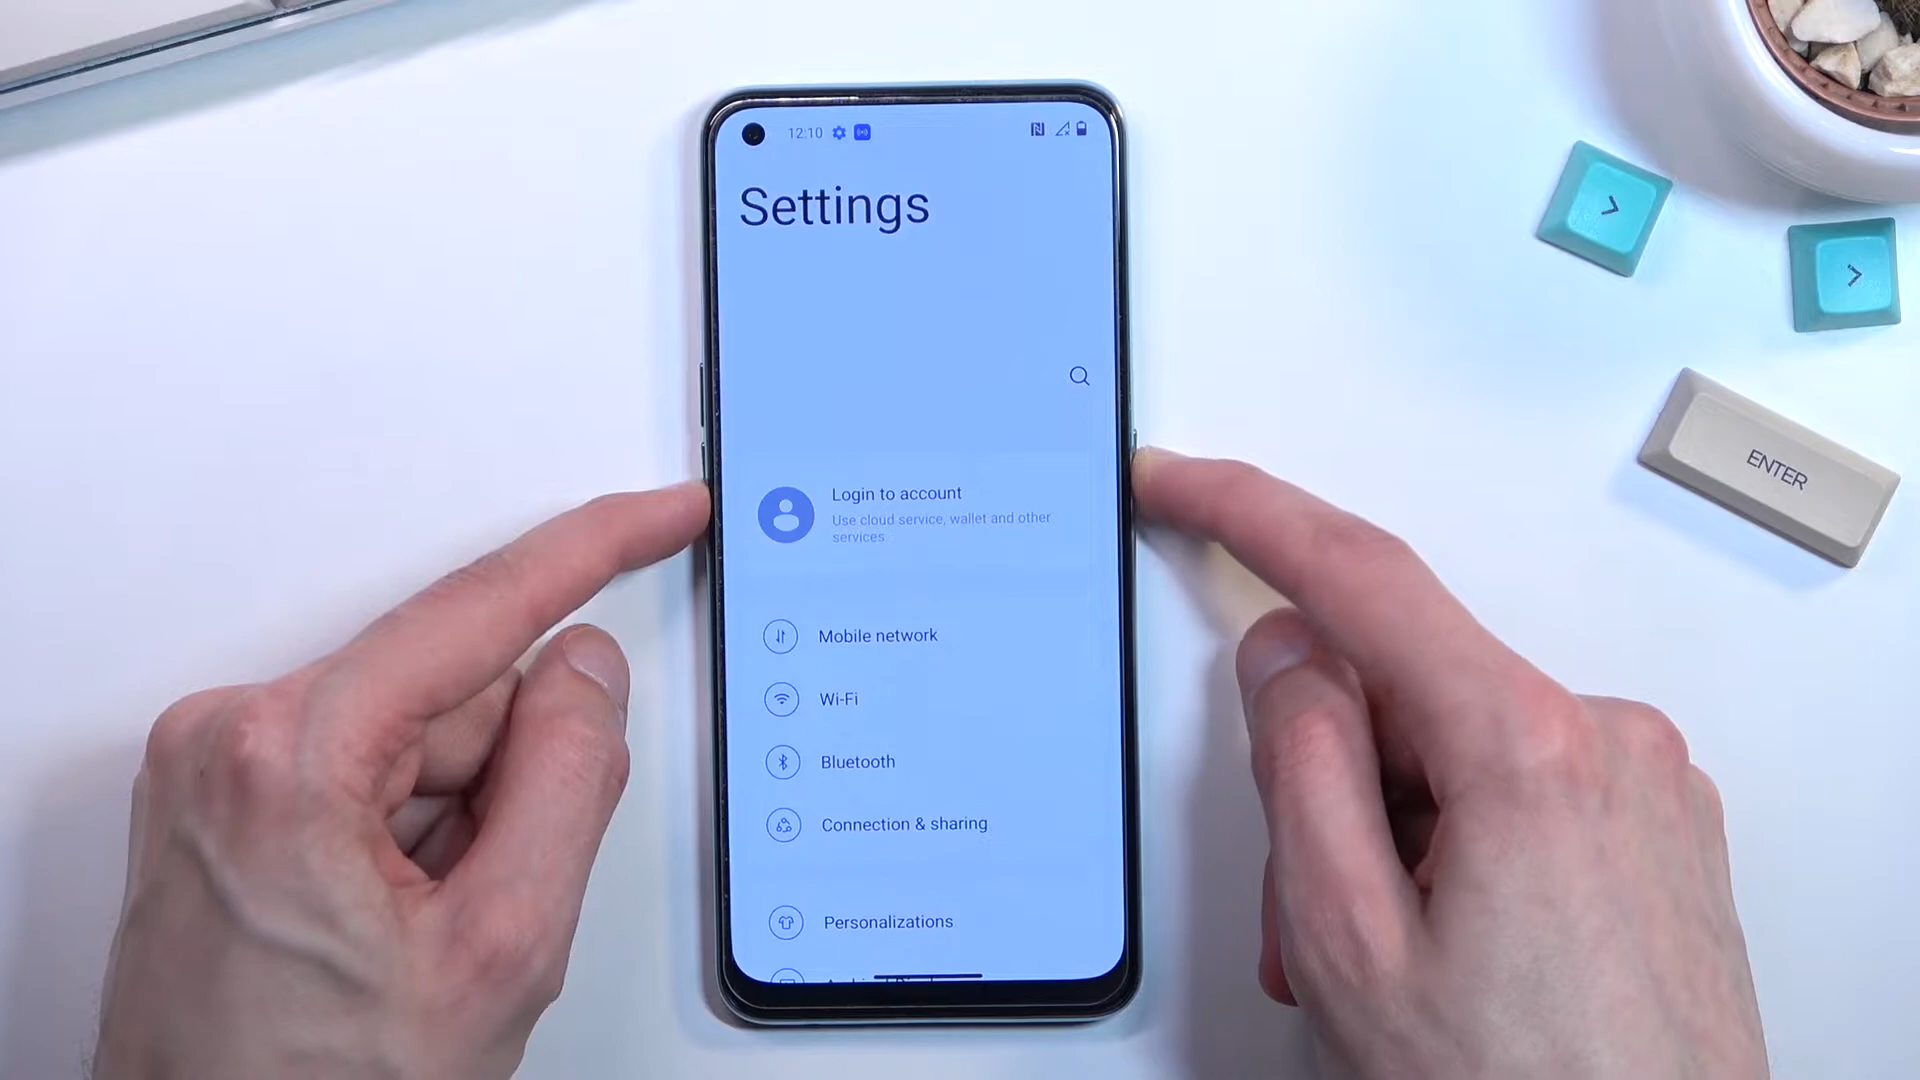 12:10
Settings
Login to account
Use cloud service, wallet and other
services
Mobile network
Wi-Fi
Bluetooth
Connection & sharing
Personalizations
>
>
ENTER